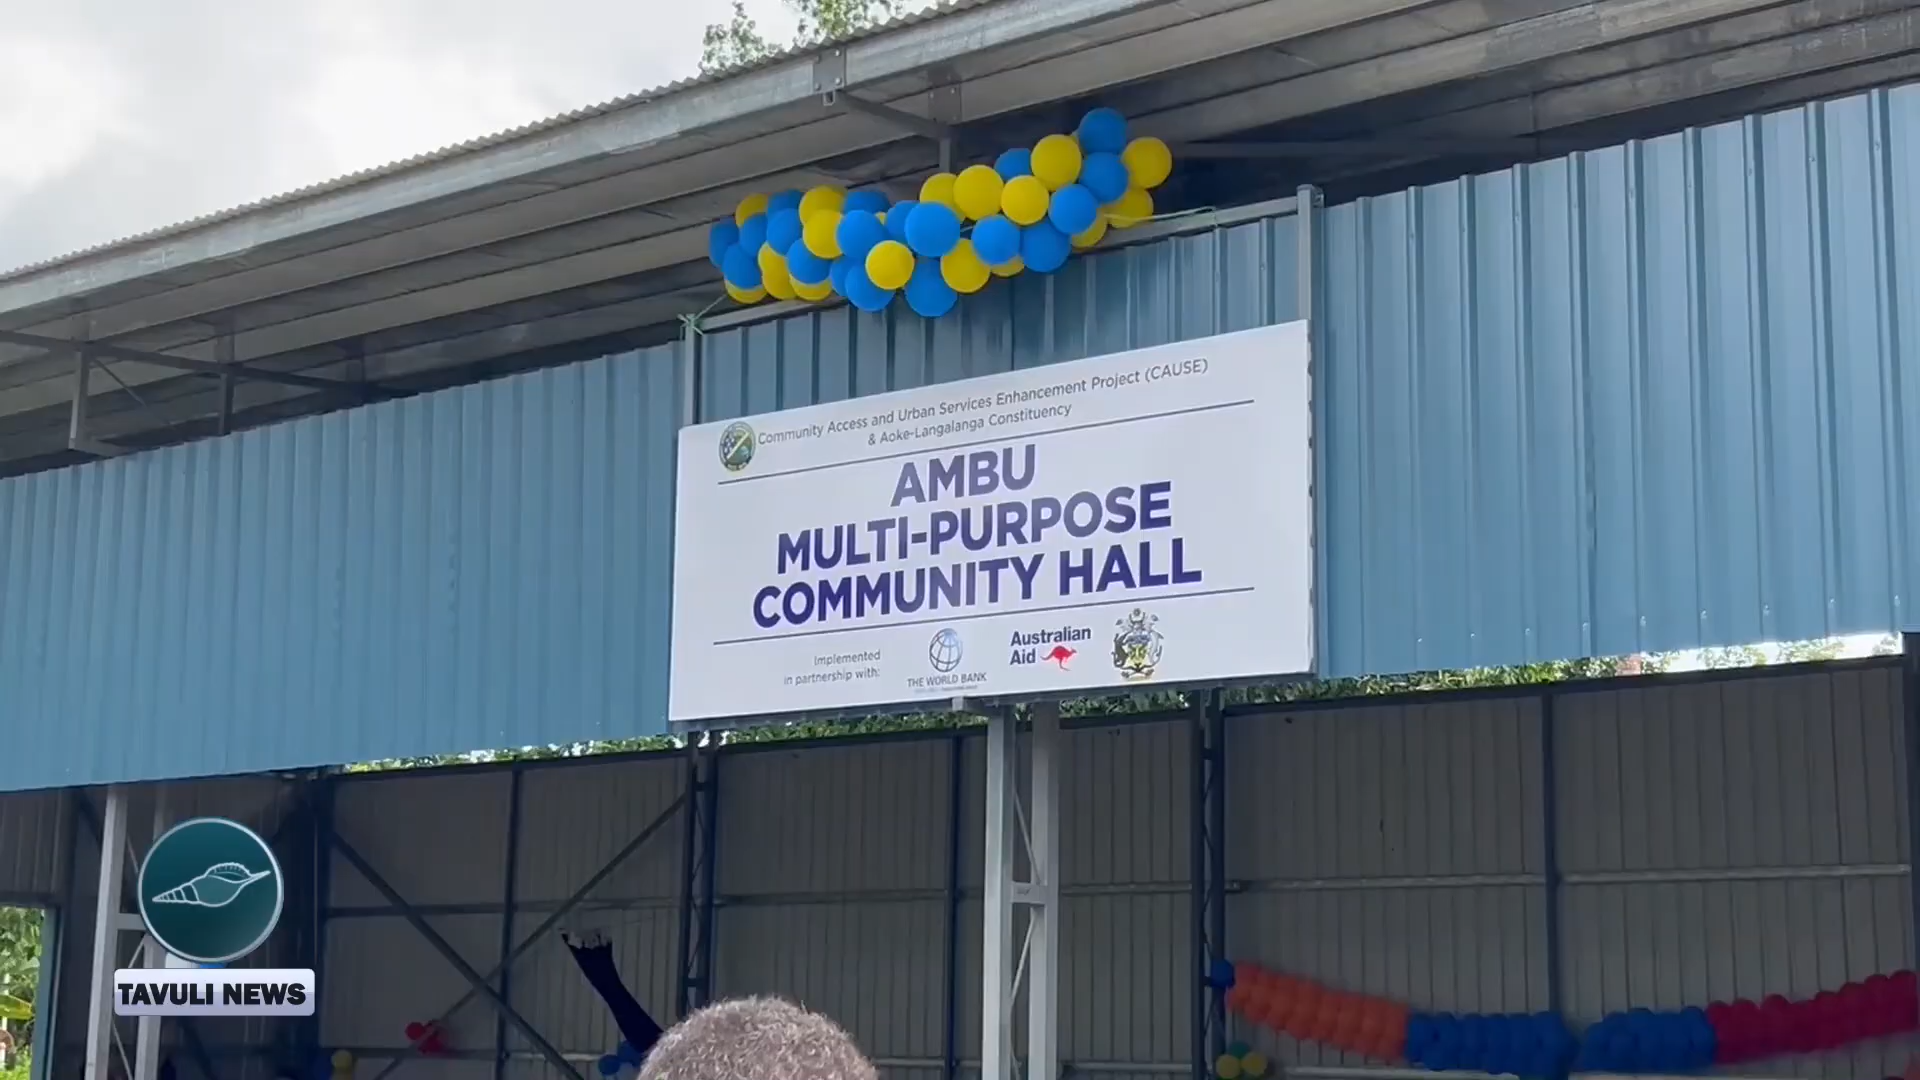 Community Access and Urban Services Enhancement Project (CAUSE)
& Aoke-Langalanga Constituency
AMBU
MULTI-PURPOSE
COMMUNITY HALL
Implemented
in partnership with:
THE WORLD BANK
Australian
Aid
TAVULI NEWS